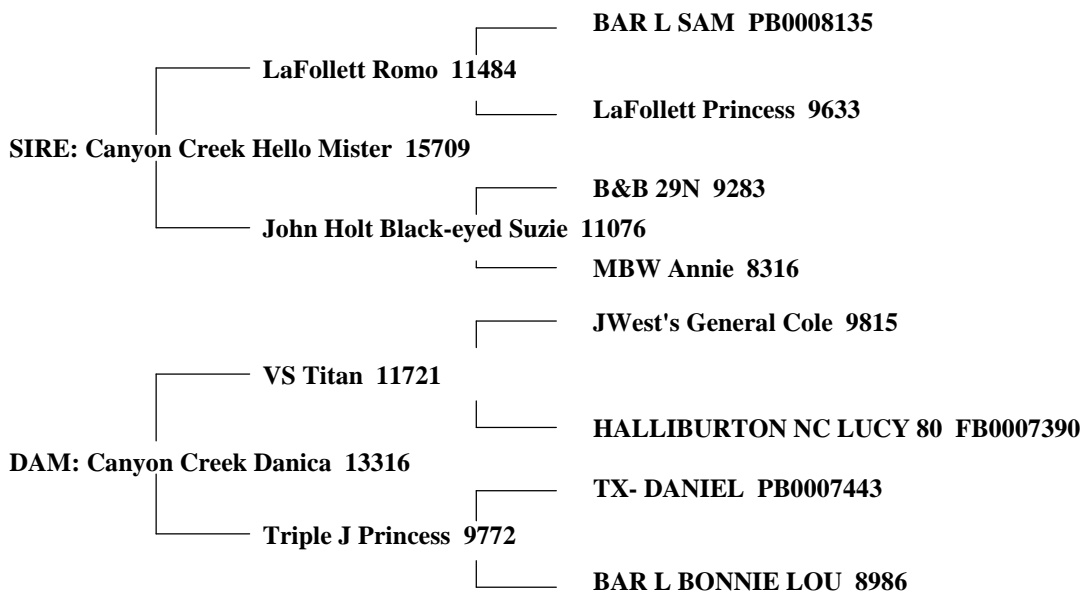 BAR L SAM  PB0008135
LaFollett Romo  11484
LaFollett Princess  9633
SIRE: Canyon Creek Hello Mister  15709
B&B 29N  9283
John Holt Black-eyed Suzie  11076
MBW Annie  8316
JWest's General Cole  9815
VS Titan  11721
HALLIBURTON NC LUCY 80  FB0007390
DAM: Canyon Creek Danica  13316
TX- DANIEL  PB0007443
Triple J Princess  9772
BAR L BONNIE LOU  8986